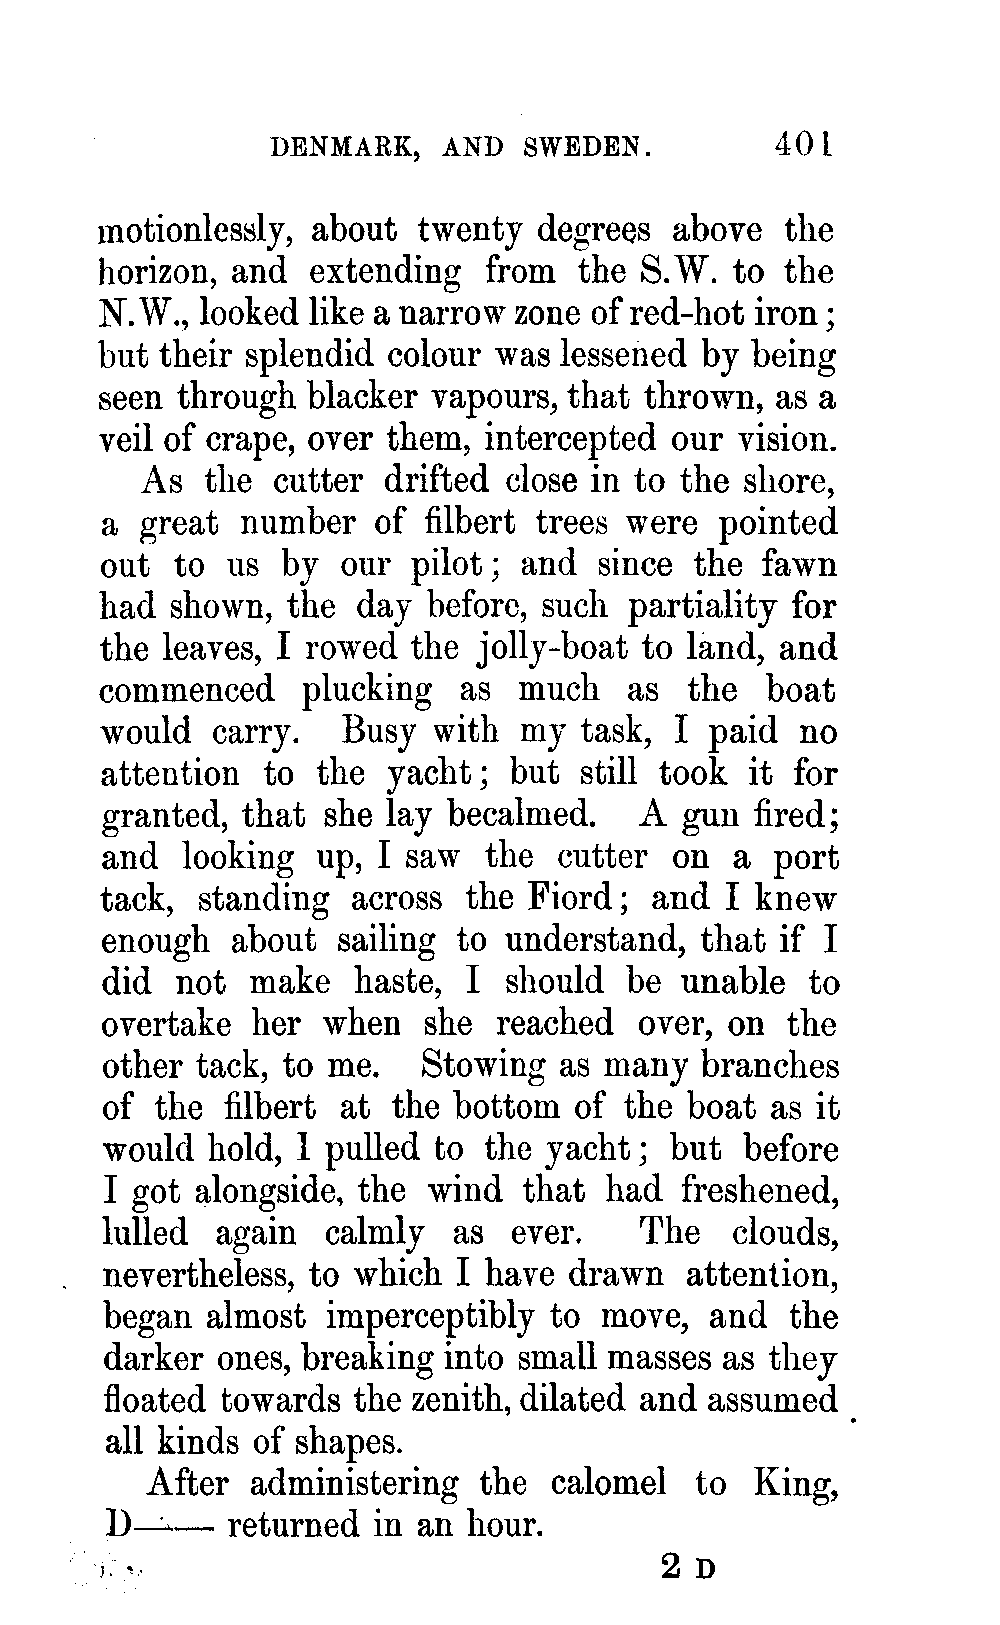 DENMARK, AND SWEDEN. 401
motionlessly, about twenty degrees above the
horizon, and extending from the S.W. to the
N.W., looked like a narrow zone of red-hot iron;
but their splendid colour was lessened by being
seen through blacker vapours, that thrown, as a
veil of crape, over them, intercepted our vision.
As the cutter drifted close in to the shore,
a great number of filbert trees were pointed
out to us by our pilot; and since the fawn
had shown, the day before, such partiality for
the leaves, I rowed the jolly-boat to land, and
commenced plucking as much as the boat
would carry. Busy with my task, I paid no
attention to the yacht; but still took it for
granted, that she lay becalmed. A gun fired;
and looking up, I saw the cutter on a port
tack, standing across the Fiord; and I knew
enough about sailing to understand, that if I
did not make haste, I should be unable to
overtake her when she reached over, on the
other tack, to me. Stowing as many branches
of the filbert at the bottom of the boat as it
would hold, I pulled to the yacht; but before
I got alongside, the wind that had freshened,
lulled again calmly as ever. The clouds,
nevertheless, to which I have drawn attention,
began almost imperceptibly to move, and the
darker ones, breaking into small masses as they
floated towards the zenith, dilated and assumed
all kinds of shapes.
After administering the calomel to King,
D—— returned in an hour.
2 D